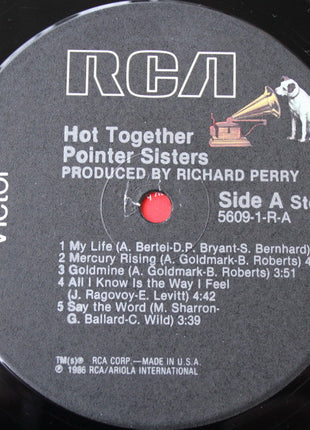 RCA
Victor
Hot Together
Pointer Sisters
PRODUCED BY RICHARD PERRY
Side A Ste
5609-1-R-A
1 My Life (A. Bertei-D.P. Bryant-S. Bernhard)
2 Mercury Rising (A. Goldmark-B. Roberts)
3 Goldmine (A. Goldmark-B. Roberts) 3:51
4 All I Know Is the Way I Feel
(J. Ragovoy-E. Levitt) 4:42
5 Say the Word (M. Sharron-
G. Ballard-C. Wild) 3:39
TM(s)® RCA CORP.—MADE IN U.S.A.
℗ 1986 RCA/ARIOLA INTERNATIONAL